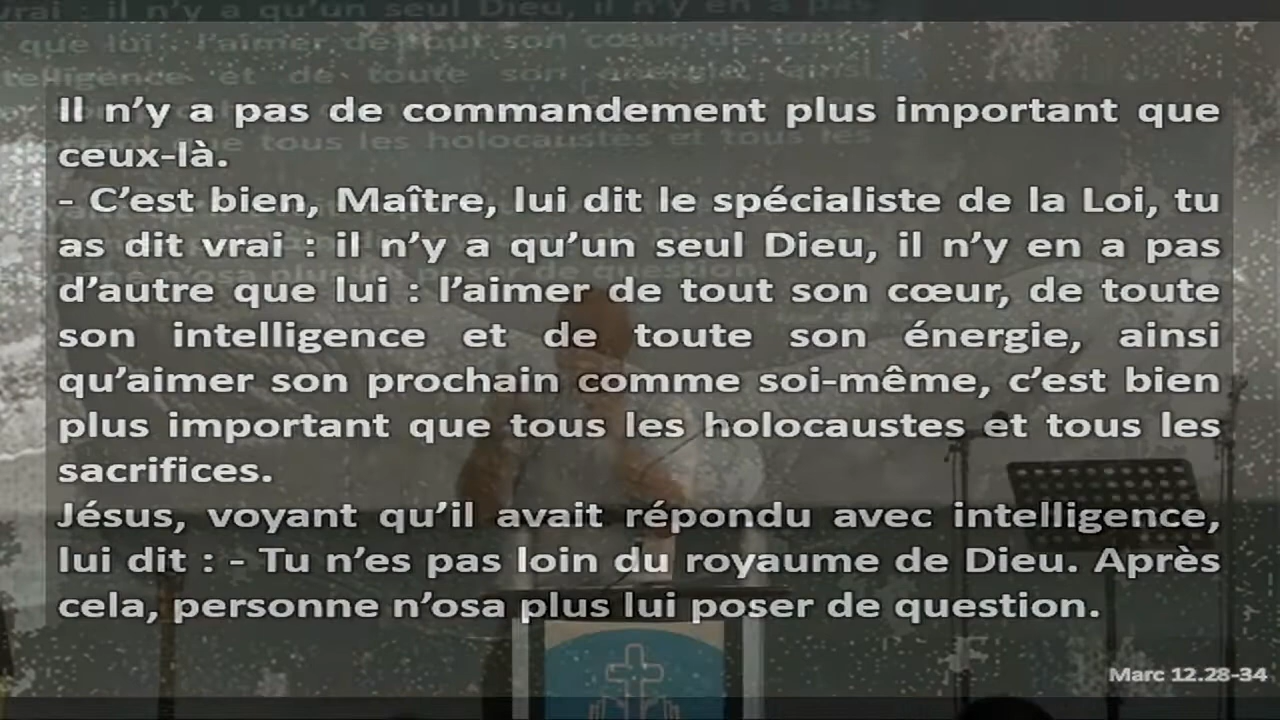 Il n’y a pas de commandement plus important que
ceux-là.
- C’est bien, Maître, lui dit le spécialiste de la Loi, tu
as dit vrai : il n’y a qu’un seul Dieu, il n’y en a pas
d’autre que lui : l’aimer de tout son cœur, de toute
son intelligence et de toute son énergie, ainsi
qu’aimer son prochain comme soi-même, c’est bien
plus important que tous les holocaustes et tous les
sacrifices.
Jésus, voyant qu’il avait répondu avec intelligence,
lui dit : - Tu n’es pas loin du royaume de Dieu. Après
cela, personne n’osa plus lui poser de question.
Marc 12.28-34